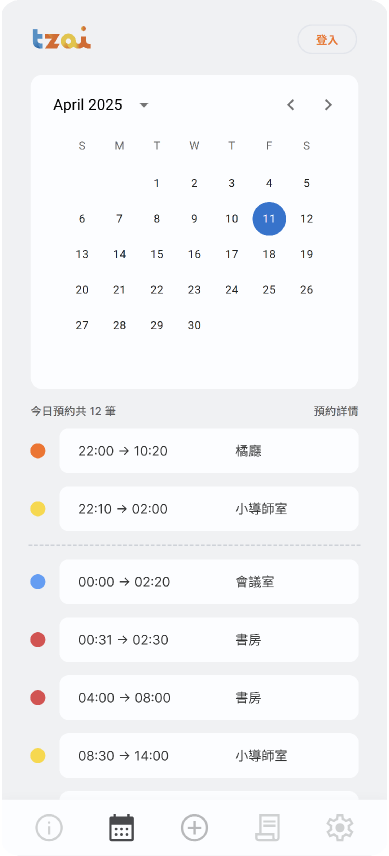 tzai
登入
April 2025
S M T W T F S
1 2 3 4 5
6 7 8 9 10 11 12
13 14 15 16 17 18 19
20 21 22 23 24 25 26
27 28 29 30
今日預約共 12 筆 預約詳情
22:00 → 10:20 橘廳
22:10 → 02:00 小導師室
00:00 → 02:20 會議室
00:31 → 02:30 書房
04:00 → 08:00 書房
08:30 → 14:00 小導師室